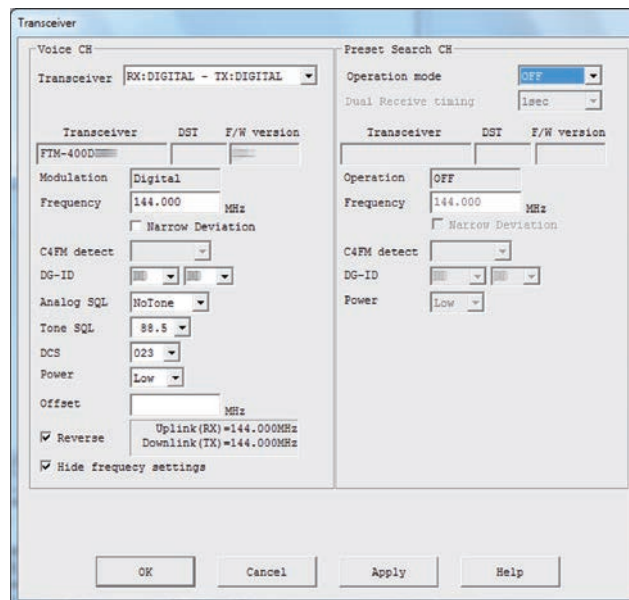 Transceiver
Voice CH
Transceiver RX:DIGITAL - TX:DIGITAL
Transceiver DST F/W version
FTM-400D
Modulation Digital
Frequency 144.000 MHz
Narrow Deviation
C4FM detect
DG-ID
Analog SQL NoTone
Tone SQL 88.5
DCS 023
Power Low
Offset MHz
Reverse Uplink(RX)=144.000MHz
Downlink(TX)=144.000MHz
Hide frequecy settings
Preset Search CH
Operation mode OFF
Dual Receive timing 1sec
Transceiver DST F/W version
Operation OFF
Frequency 144.000 MHz
Narrow Deviation
C4FM detect
DG-ID
Power Low
OK Cancel Apply Help